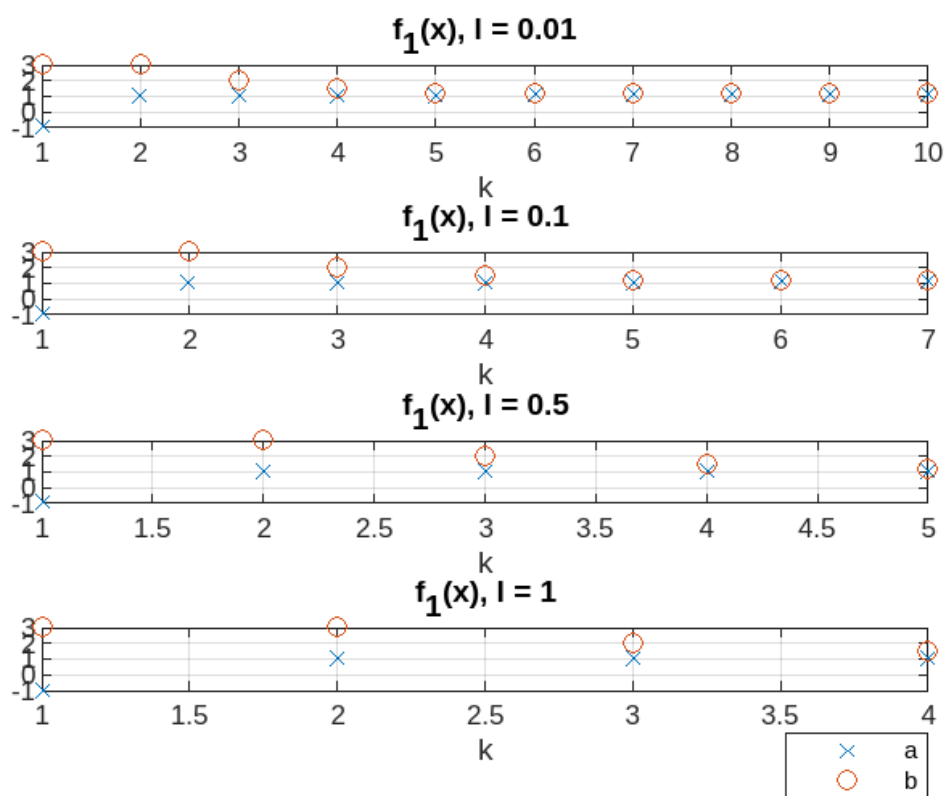 f1(x), l = 0.01
3
2
1
0
-1
1 2 3 4 5 6 7 8 9 10
k
f1(x), l = 0.1
3
2
1
0
-1
1 2 3 4 5 6 7
k
f1(x), l = 0.5
3
2
1
0
-1
1 1.5 2 2.5 3 3.5 4 4.5 5
k
f1(x), l = 1
3
2
1
0
-1
1 1.5 2 2.5 3 3.5 4
k
a
b